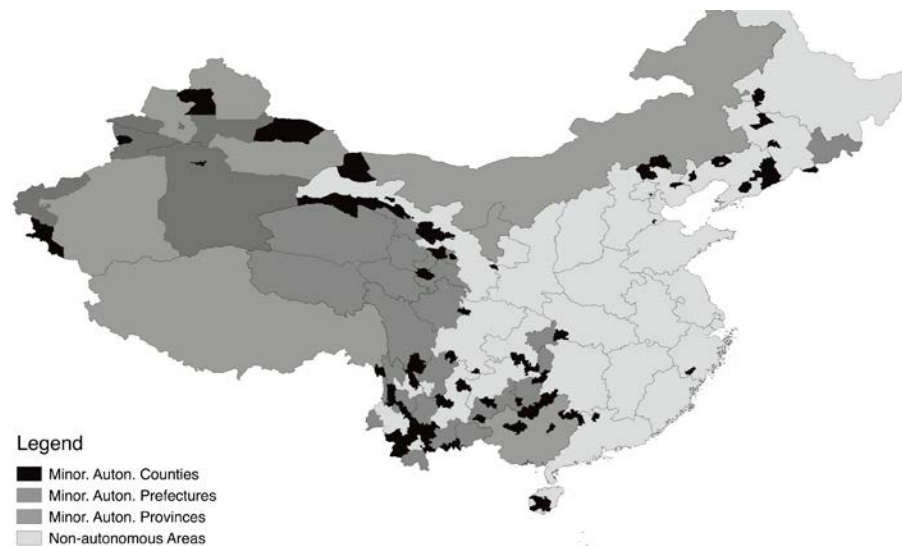 Legend
Minor. Auton. Counties
Minor. Auton. Prefectures
Minor. Auton. Provinces
Non-autonomous Areas